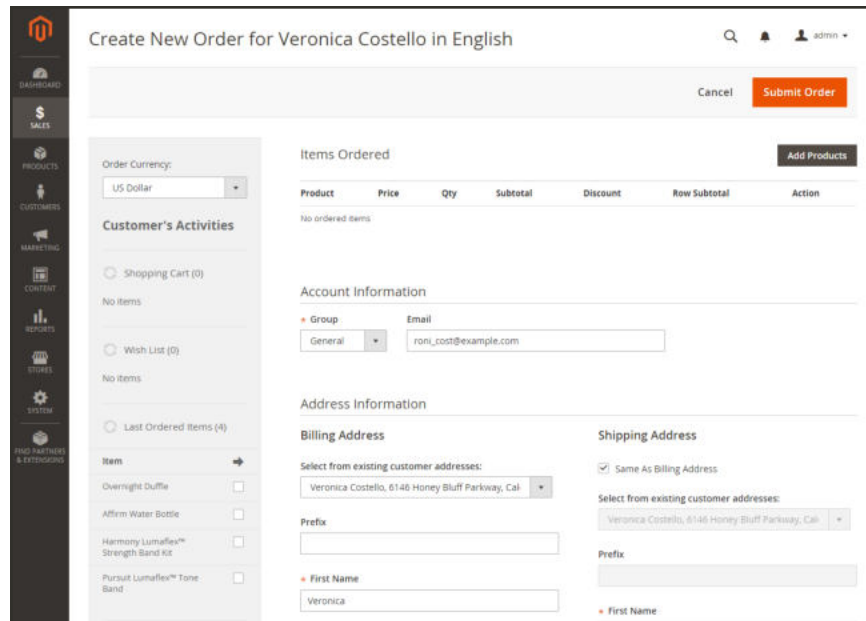 Create New Order for Veronica Costello in English
admin
DASHBOARD
SALES
PRODUCTS
CUSTOMERS
MARKETING
CONTENT
REPORTS
STORES
SYSTEM
FIND PARTNERS
& EXTENSIONS
Cancel
Submit Order
Order Currency:
US Dollar
Customer's Activities
Shopping Cart (0)
No items
Wish List (0)
No items
Last Ordered Items (4)
Item
Overnight Duffle
Affirm Water Bottle
Harmony Lumaflex™
Strength Band Kit
Pursuit Lumaflex™ Tone
Band
Items Ordered
Add Products
Product Price Qty Subtotal Discount Row Subtotal Action
No ordered items
Account Information
* Group Email
General roni_cost@example.com
Address Information
Billing Address
Select from existing customer addresses:
Veronica Costello, 6146 Honey Bluff Parkway, Cal
Prefix
* First Name
Veronica
Shipping Address
Same As Billing Address
Select from existing customer addresses:
Veronica Costello, 6146 Honey Bluff Parkway, Cal
Prefix
* First Name